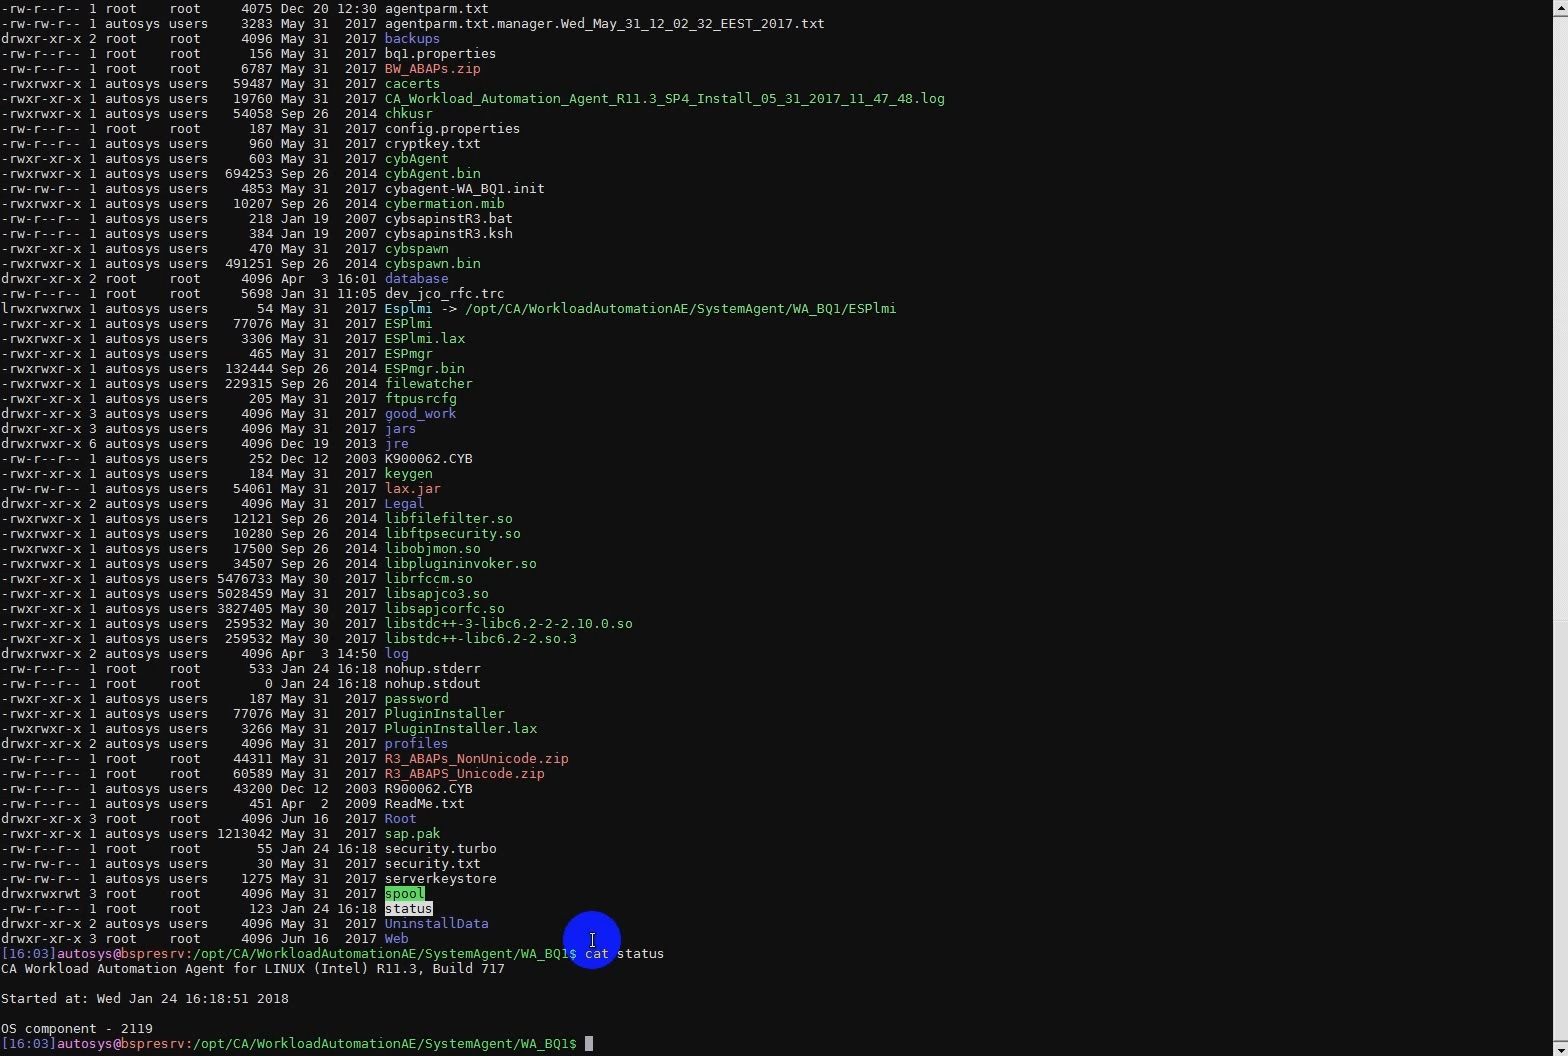 -rw-r--r-- 1 root    root     4075 Dec 20 12:30 agentparm.txt
-rw-r--r-- 1 autosys users    3283 May 31  2017 agentparm.txt.manager.Wed_May_31_12_02_32_EEST_2017.txt
drwxr-xr-x 2 root    root     4096 May 31  2017 backups
-rw-r--r-- 1 root    root      156 May 31  2017 bq1.properties
-rw-r--r-- 1 root    root     6787 May 31  2017 BW_ABAPs.zip
-rwxrwxr-x 1 autosys users   59487 May 31  2017 cacerts
-rwxrwxr-x 1 autosys users   19760 May 31  2017 CA_Workload_Automation_Agent_R11.3_SP4_Install_05_31_2017_11_47_48.log
-rwxrwxr-x 1 autosys users   54058 Sep 26  2014 chkusr
-rw-r--r-- 1 root    root      187 May 31  2017 config.properties
-rw-r--r-- 1 autosys users     960 May 31  2017 cryptkey.txt
-rwxr-xr-x 1 autosys users     603 May 31  2017 cybAgent
-rwxr-xr-x 1 autosys users  694253 Sep 26  2014 cybAgent.bin
-rw-rw-r-- 1 autosys users    4853 May 31  2017 cybagent-WA_BQ1.init
-rwxrwxr-x 1 autosys users   10207 Sep 26  2014 cybermation.mib
-rw-r--r-- 1 autosys users     218 Jan 19  2007 cybsapinstR3.bat
-rw-r--r-- 1 autosys users     384 Jan 19  2007 cybsapinstR3.ksh
-rwxr-xr-x 1 autosys users     470 May 31  2017 cybspawn
-rwxrwxr-x 1 autosys users  491251 Sep 26  2014 cybspawn.bin
drwxr-xr-x 2 root    root     4096 Apr  3 16:01 database
-rw-r--r-- 1 root    root     5698 Jan 31 11:05 dev_jco_rfc.trc
lrwxrwxrwx 1 autosys users      54 May 31  2017 Esplmi -> /opt/CA/WorkloadAutomationAE/SystemAgent/WA_BQ1/ESPlmi
-rwxr-xr-x 1 autosys users   77076 May 31  2017 ESPlmi
-rwxr-xr-x 1 autosys users    3306 May 31  2017 ESPlmi.lax
-rwxr-xr-x 1 autosys users     465 May 31  2017 ESPmgr
-rwxr-xr-x 1 autosys users  132444 Sep 26  2014 ESPmgr.bin
-rwxrwxr-x 1 autosys users  229315 Sep 26  2014 filewatcher
-rwxr-xr-x 1 autosys users     205 May 31  2017 ftpusrcfg
drwxr-xr-x 3 autosys users    4096 May 31  2017 good_work
drwxr-xr-x 3 autosys users    4096 May 31  2017 jars
drwxrwxr-x 6 autosys users    4096 Dec 19  2013 jre
-rw-r--r-- 1 autosys users     252 Dec 12  2003 K900062.CYB
-rwxr-xr-x 1 autosys users     184 May 31  2017 keygen
-rw-rw-r-- 1 autosys users   54061 May 31  2017 lax.jar
drwxr-xr-x 2 autosys users    4096 May 31  2017 Legal
-rwxrwxr-x 1 autosys users   12121 Sep 26  2014 libfilefilter.so
-rwxrwxr-x 1 autosys users   10280 Sep 26  2014 libftpsecurity.so
-rwxrwxr-x 1 autosys users   17500 Sep 26  2014 libobjmon.so
-rwxrwxr-x 1 autosys users   34507 Sep 26  2014 libplugininvoker.so
-rwxr-xr-x 1 autosys users 5476733 May 30  2017 librfccm.so
-rwxr-xr-x 1 autosys users 5028459 May 31  2017 libsapjco3.so
-rwxr-xr-x 1 autosys users 3827405 May 30  2017 libsapjcorfc.so
-rwxr-xr-x 1 autosys users  259532 May 30  2017 libstdc++-3-libc6.2-2-2.10.0.so
-rwxr-xr-x 1 autosys users  259532 May 30  2017 libstdc++-libc6.2-2.so.3
drwxrwxr-x 2 autosys users    4096 Apr  3 14:50 log
-rw-r--r-- 1 root    root      533 Jan 24 16:18 nohup.stderr
-rw-r--r-- 1 root    root        0 Jan 24 16:18 nohup.stdout
-rwxr-xr-x 1 autosys users     187 May 31  2017 password
-rwxr-xr-x 1 autosys users   77076 May 31  2017 PluginInstaller
-rwxr-xr-x 1 autosys users    3266 May 31  2017 PluginInstaller.lax
drwxr-xr-x 2 autosys users    4096 May 31  2017 profiles
-rw-r--r-- 1 root    root    44311 May 31  2017 R3_ABAPs_NonUnicode.zip
-rw-r--r-- 1 root    root    60589 May 31  2017 R3_ABAPS_Unicode.zip
-rw-r--r-- 1 autosys users   43200 Dec 12  2003 R900062.CYB
-rw-r--r-- 1 autosys users     451 Apr  2  2009 ReadMe.txt
drwxr-xr-x 3 root    root     4096 Jun 16  2017 Root
-rwxr-xr-x 1 autosys users 1213042 May 31  2017 sap.pak
-rw-r--r-- 1 root    root       55 Jan 24 16:18 security.turbo
-rw-rw-r-- 1 autosys users      30 May 31  2017 security.txt
-rw-rw-r-- 1 autosys users    1275 May 31  2017 serverkeystore
drwxrwxrwt 3 root    root     4096 May 31  2017 spool
-rw-r--r-- 1 root    root      123 Jan 24 16:18 status
drwxr-xr-x 2 autosys users    4096 May 31  2017 UninstallData
drwxr-xr-x 3 root    root     4096 Jun 16  2017 Web
[16:03]autosys@bspresrv:/opt/CA/WorkloadAutomationAE/SystemAgent/WA_BQ1$ cat status
CA Workload Automation Agent for LINUX (Intel) R11.3, Build 717
Started at: Wed Jan 24 16:18:51 2018
OS component - 2119
[16:03]autosys@bspresrv:/opt/CA/WorkloadAutomationAE/SystemAgent/WA_BQ1$